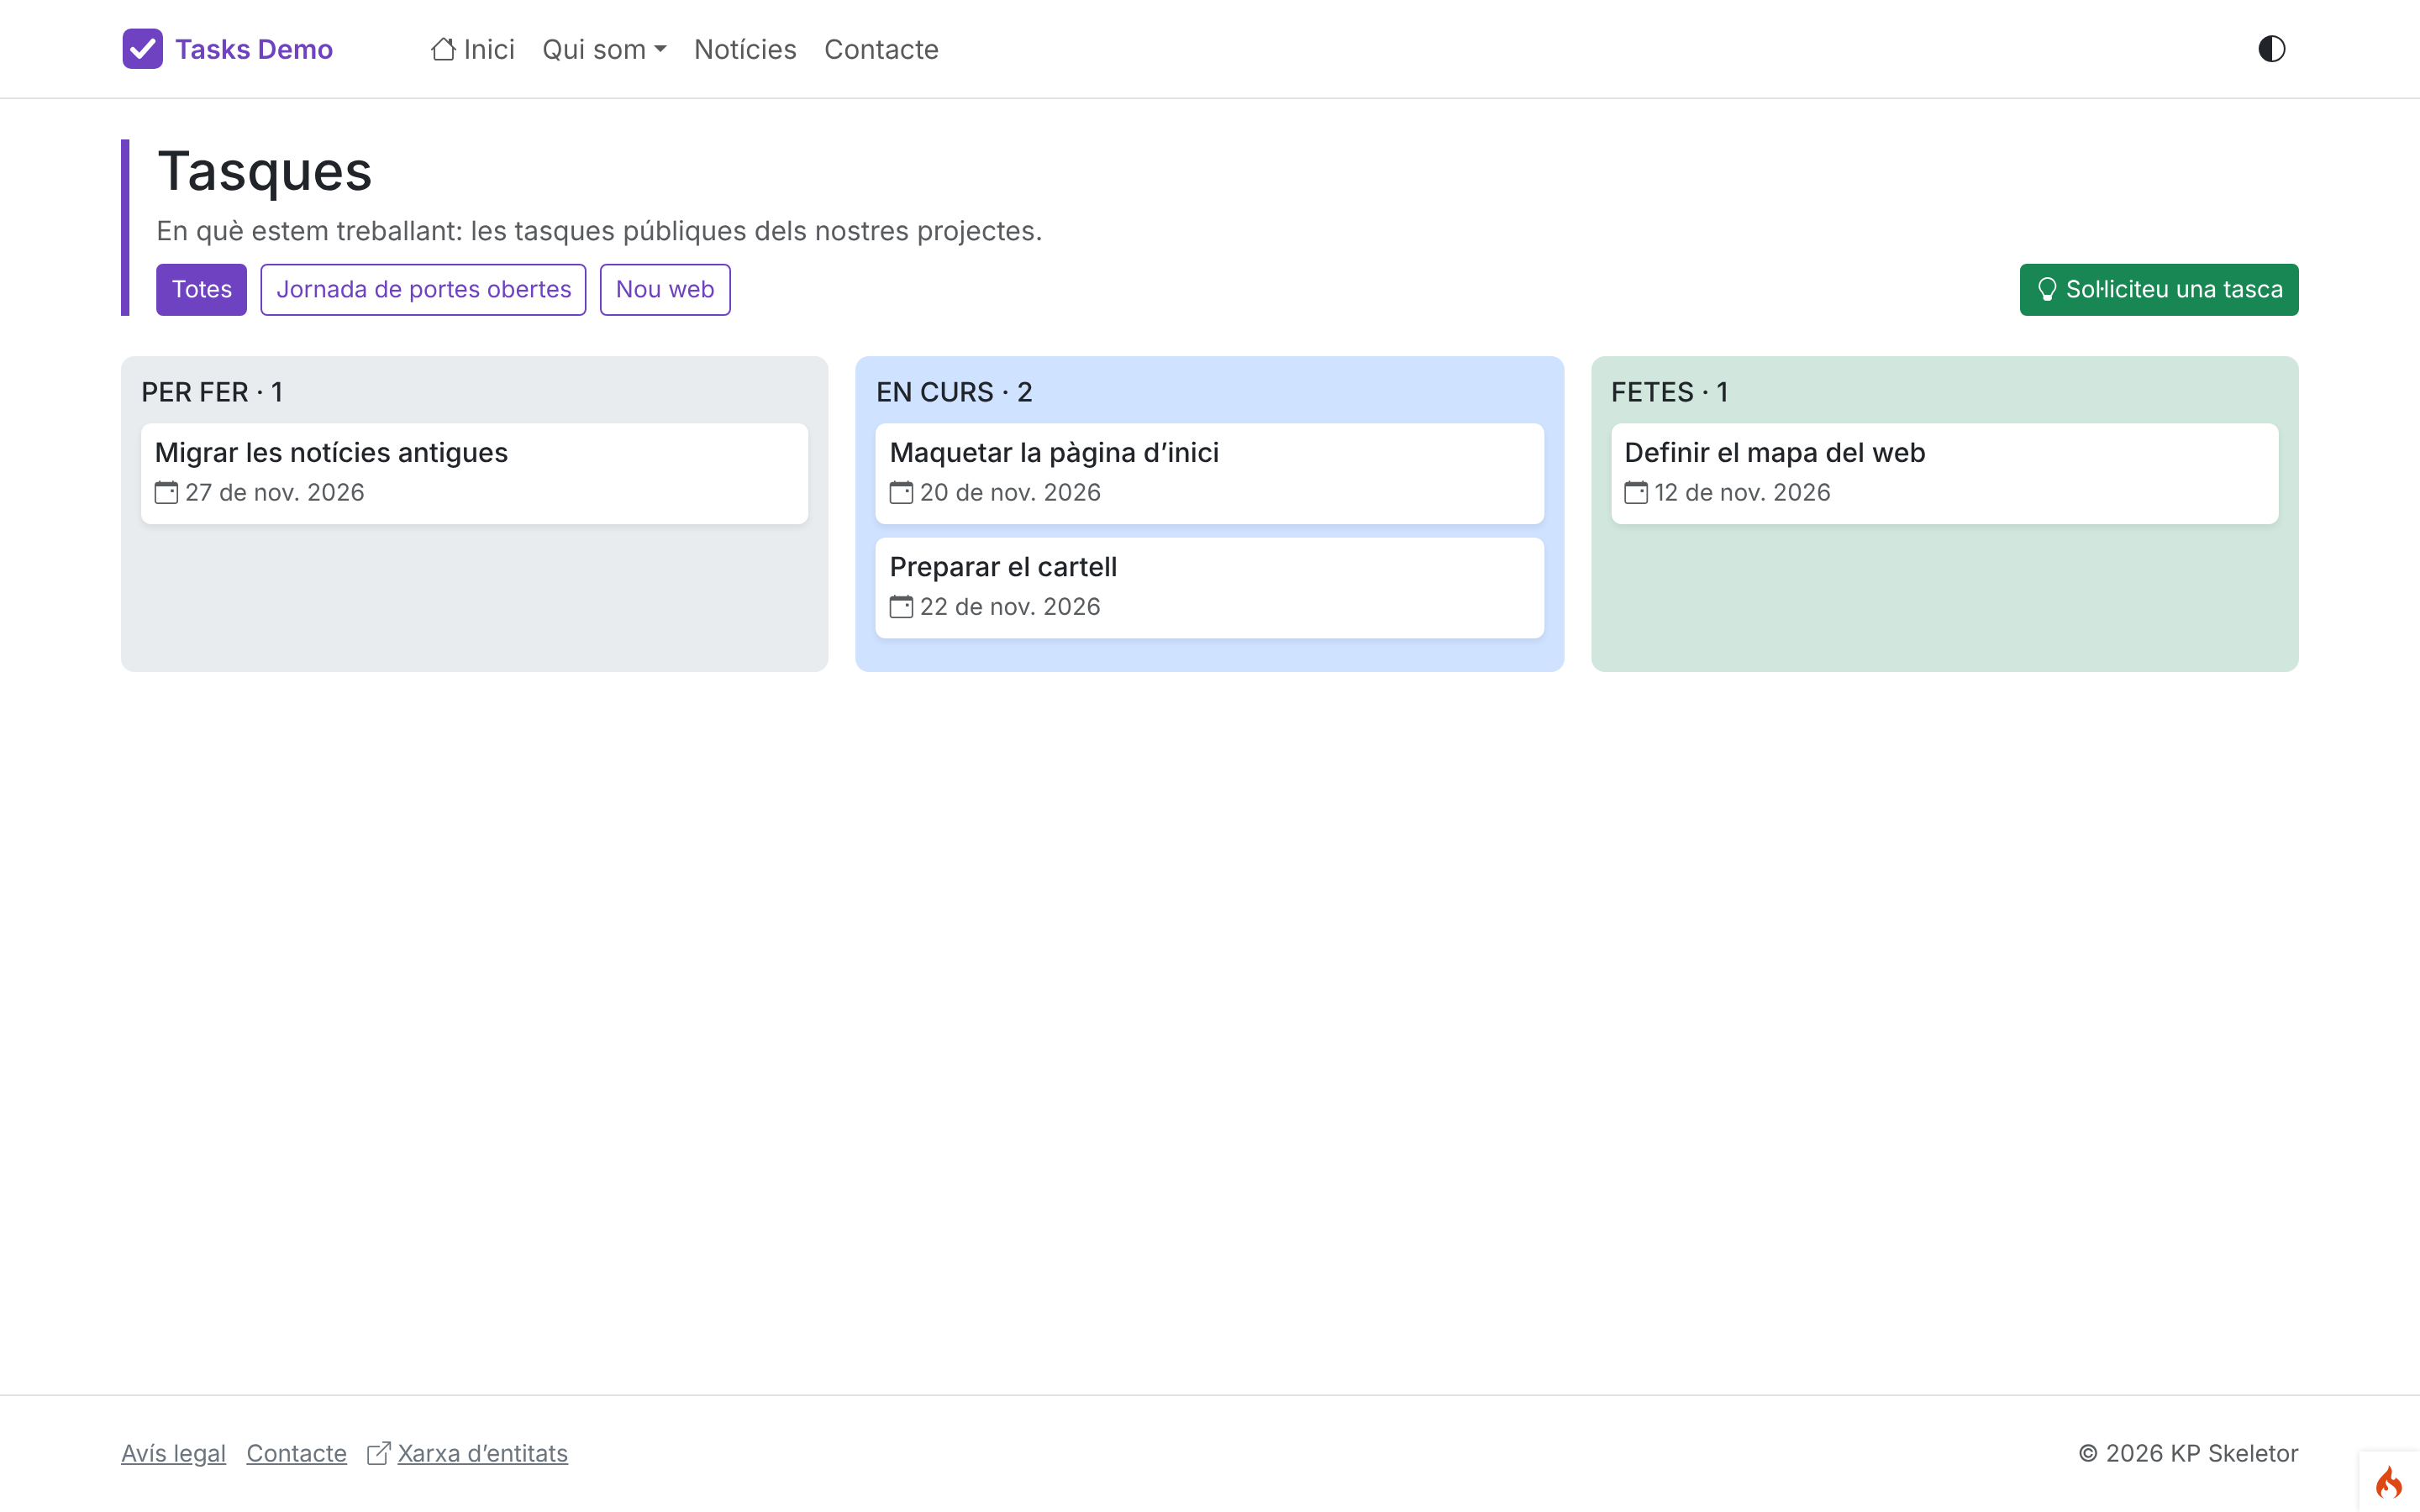 Tasks Demo
Inici
Qui som
Notícies
Contacte
Tasques
En què estem treballant: les tasques públiques dels nostres projectes.
Totes
Jornada de portes obertes
Nou web
Sol·liciteu una tasca
PER FER · 1
Migrar les notícies antigues
27 de nov. 2026
EN CURS · 2
Maquetar la pàgina d’inici
20 de nov. 2026
Preparar el cartell
22 de nov. 2026
FETES · 1
Definir el mapa del web
12 de nov. 2026
Avís legal
Contacte
Xarxa d’entitats
© 2026 KP Skeletor